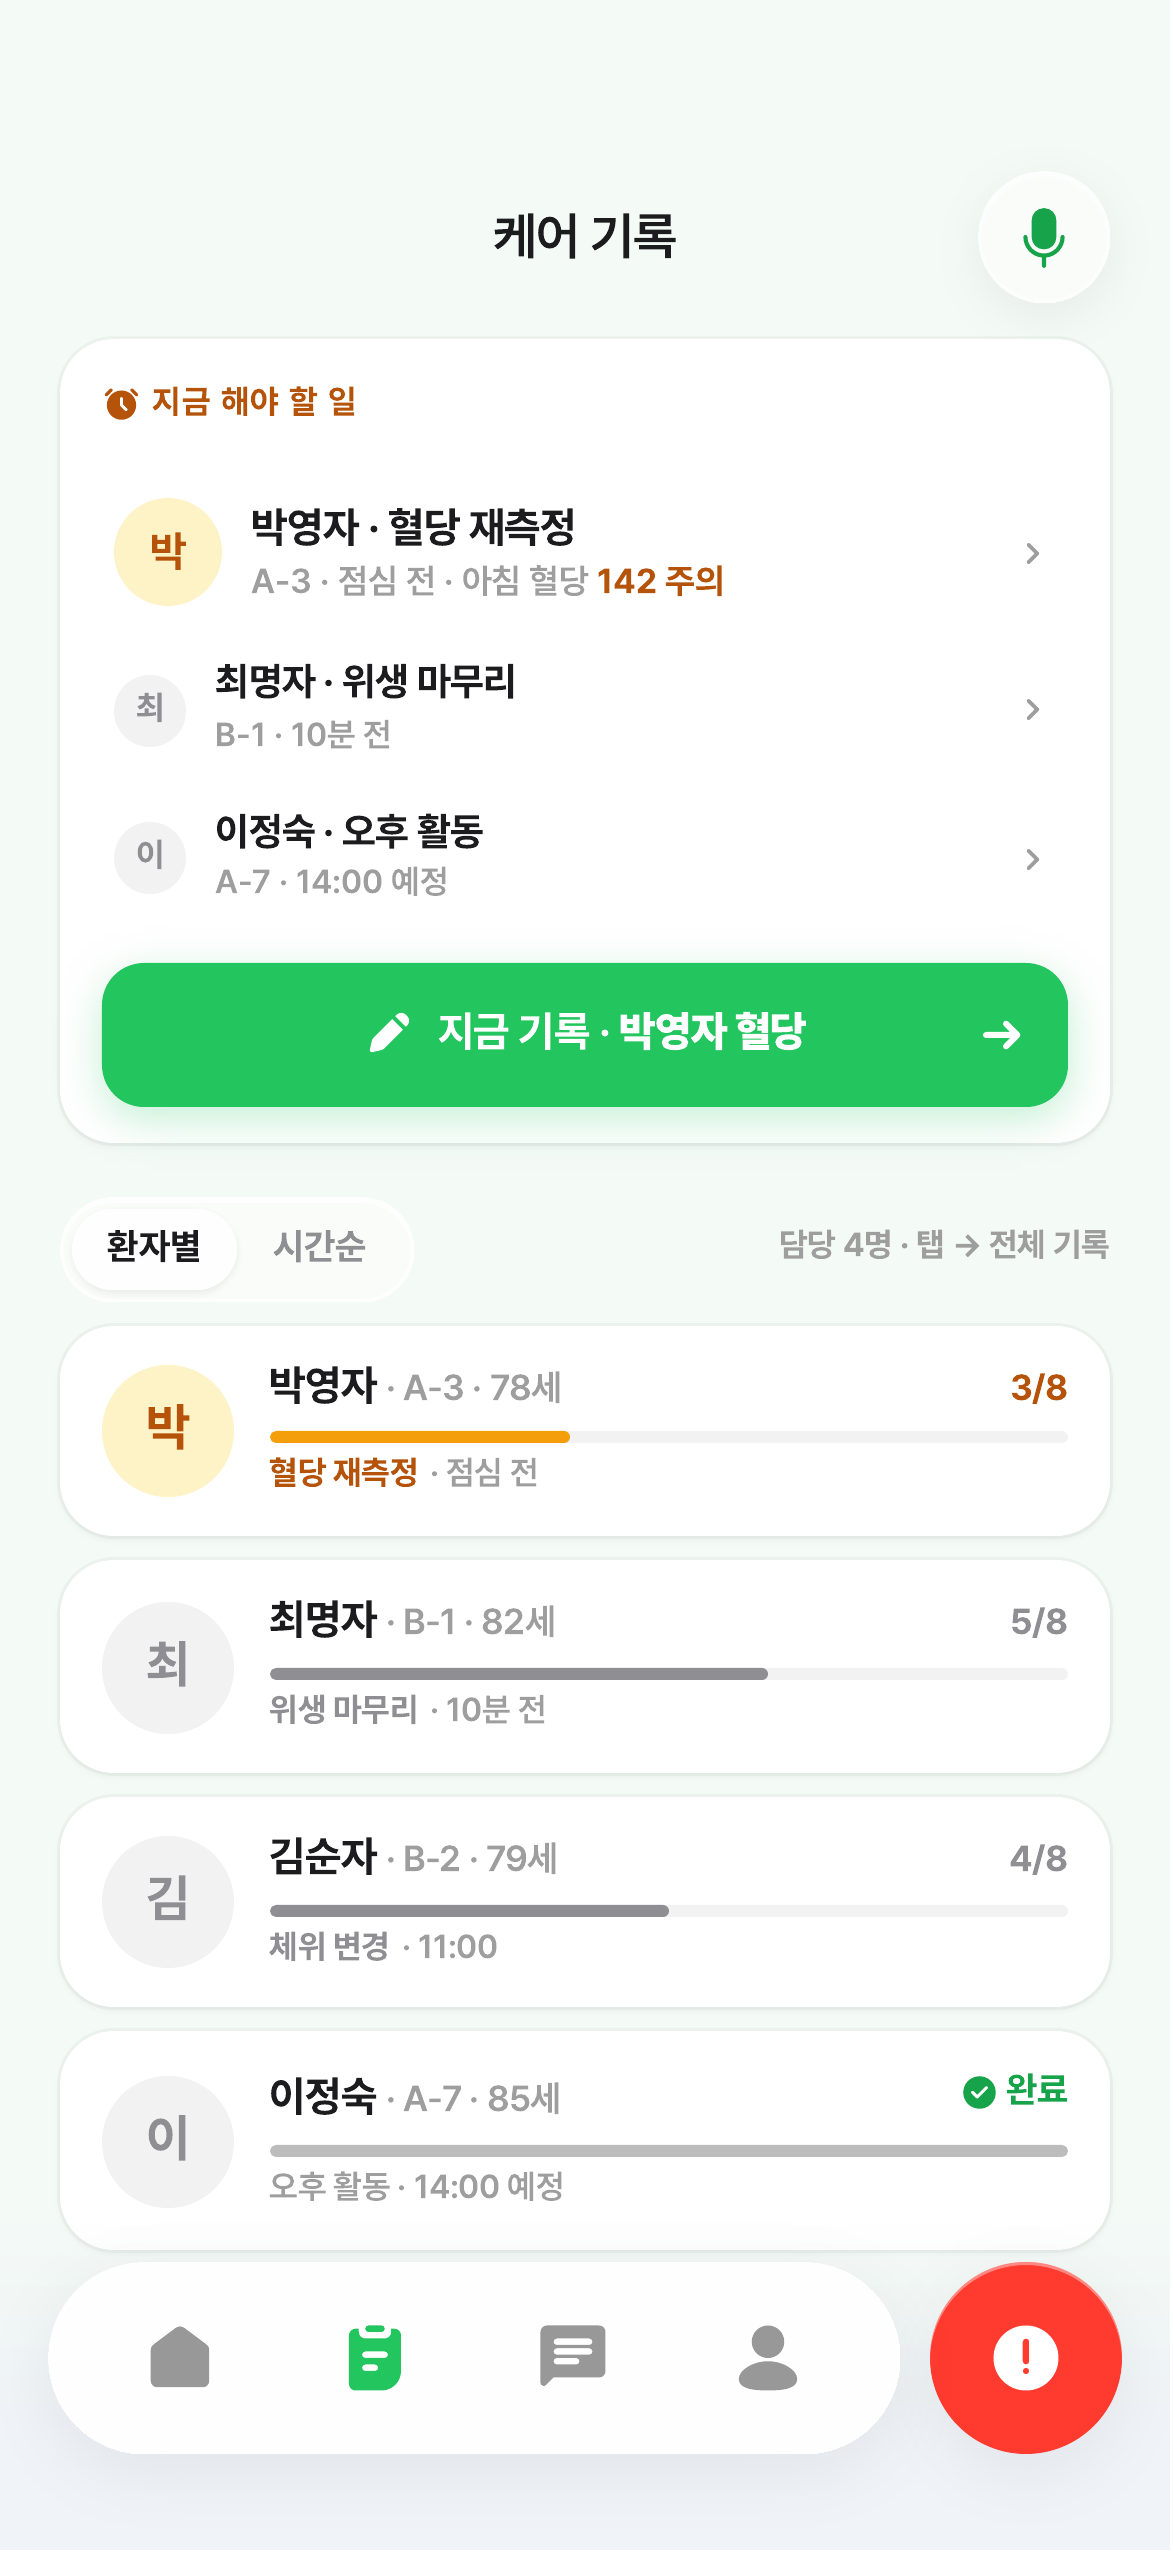 케어 기록
지금 해야 할 일
박
박영자 · 혈당 재측정
A-3 · 점심 전 · 아침 혈당 142 주의
최
최명자 · 위생 마무리
B-1 · 10분 전
이
이정숙 · 오후 활동
A-7 · 14:00 예정
지금 기록 · 박영자 혈당 →
환자별
시간순
담당 4명 · 탭 → 전체 기록
박
박영자 · A-3 · 78세
3/8
혈당 재측정 · 점심 전
최
최명자 · B-1 · 82세
5/8
위생 마무리 · 10분 전
김
김순자 · B-2 · 79세
4/8
체위 변경 · 11:00
이
이정숙 · A-7 · 85세
완료
오후 활동 · 14:00 예정